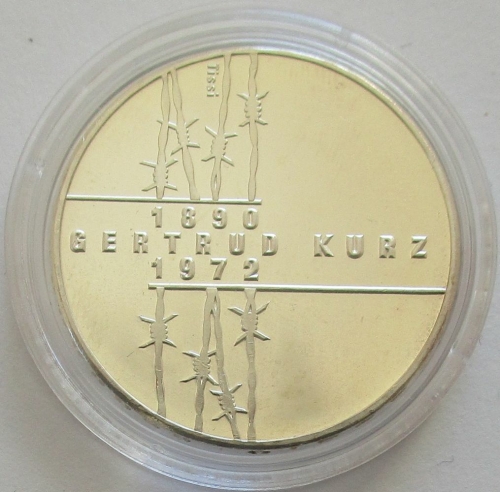 Tissi
1890
GERTRUD KURZ
1972